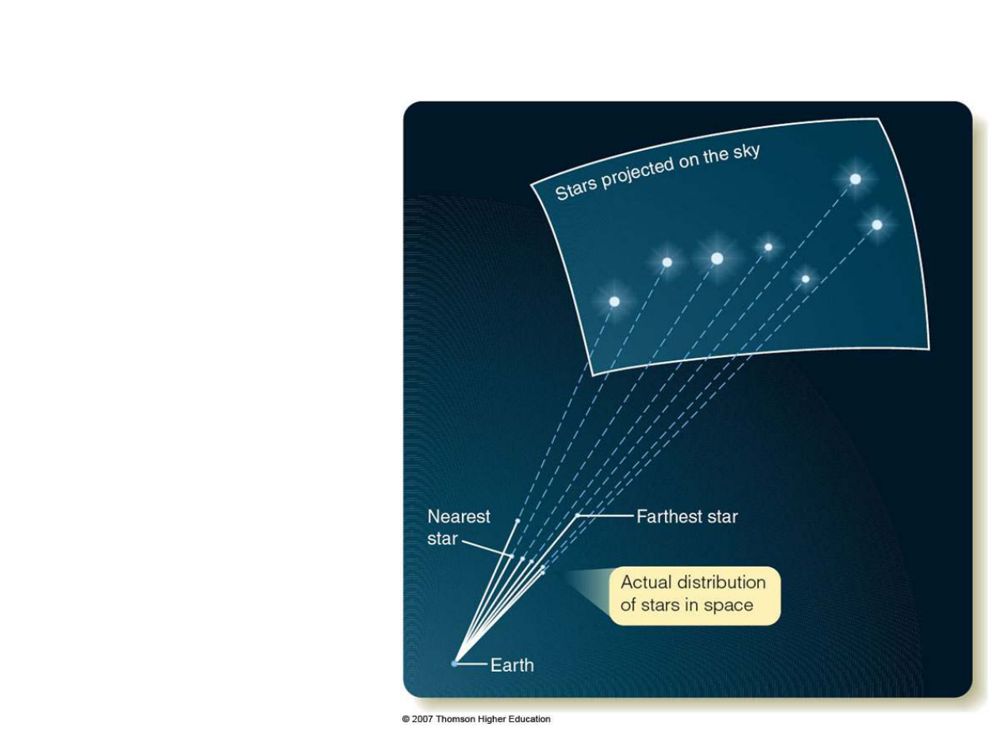 Stars projected on the sky
Nearest
star
Farthest star
Actual distribution
of stars in space
Earth
© 2007 Thomson Higher Education